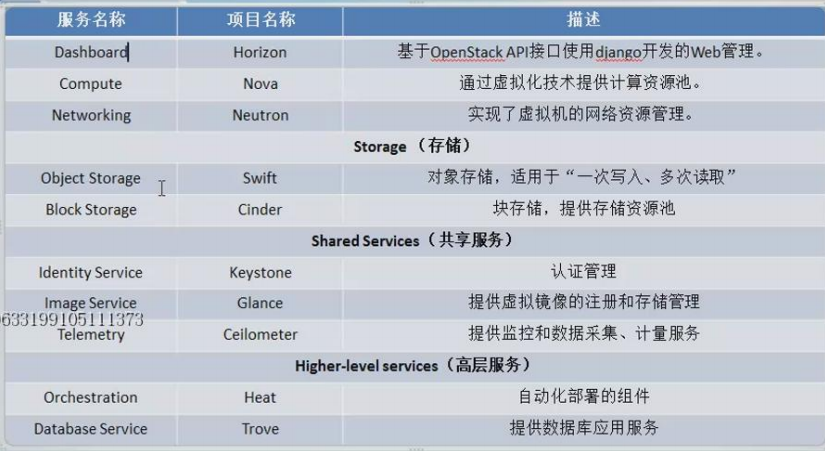 服务名称 项目名称 描述
Dashboard Horizon 基于OpenStack API接口使用django开发的Web管理。
Compute Nova 通过虚拟化技术提供计算资源池。
Networking Neutron 实现了虚拟机的网络资源管理。
Storage （存储）
Object Storage Swift 对象存储，适用于“一次写入、多次读取”
Block Storage Cinder 块存储，提供存储资源池
Shared Services（共享服务）
Identity Service Keystone 认证管理
Image Service Glance 提供虚拟镜像的注册和存储管理
0633199105111373
Telemetry Ceilometer 提供监控和数据采集、计量服务
Higher-level services（高层服务）
Orchestration Heat 自动化部署的组件
Database Service Trove 提供数据库应用服务